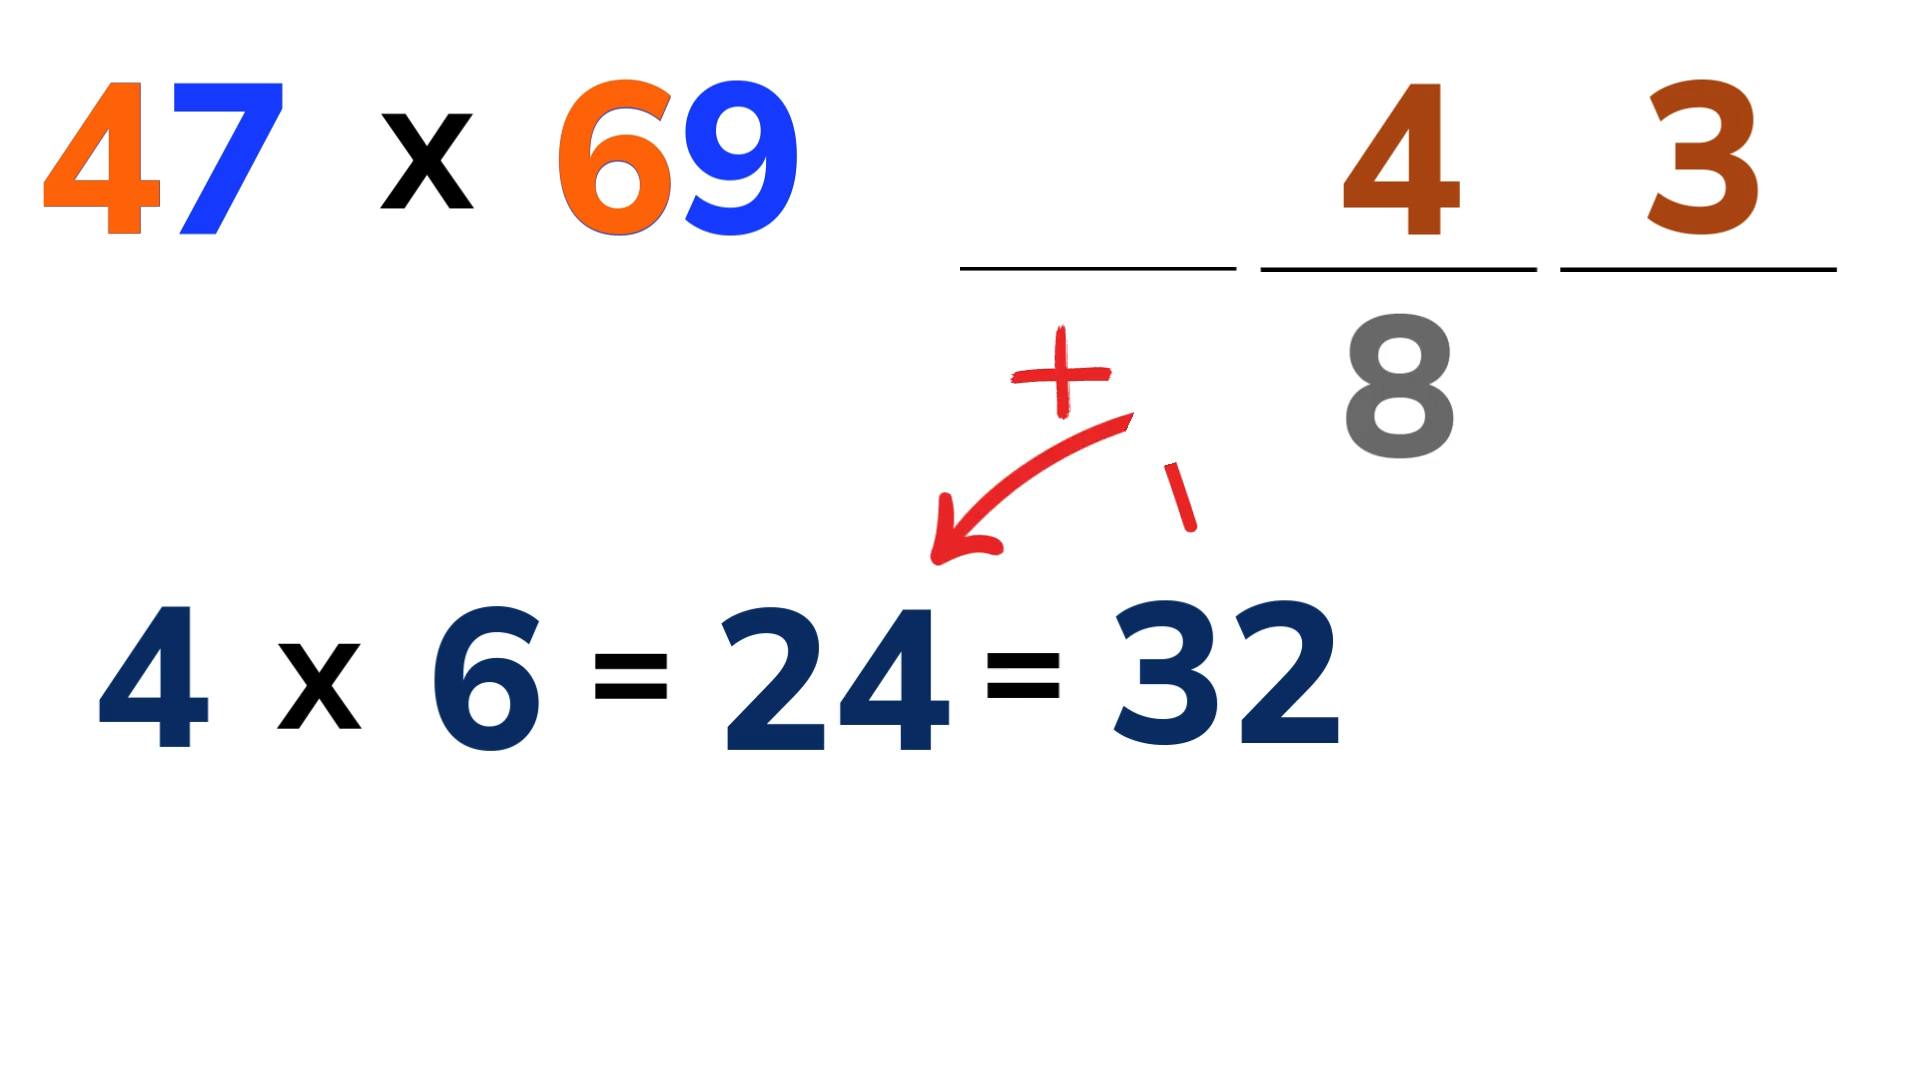 47 x 69
4 3
8
+
4 x 6 = 24 = 32